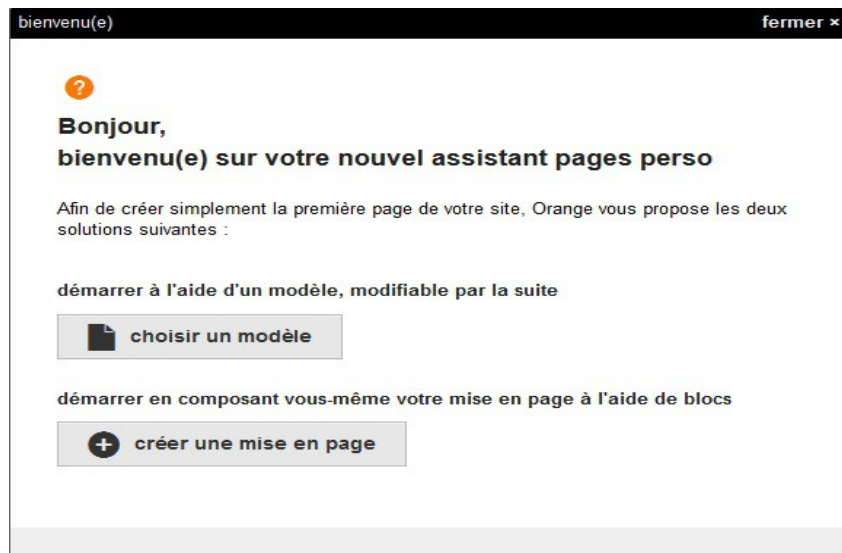 bienvenu(e)
fermer ×
?
Bonjour,
bienvenu(e) sur votre nouvel assistant pages perso
Afin de créer simplement la première page de votre site, Orange vous propose les deux
solutions suivantes :
démarrer à l'aide d'un modèle, modifiable par la suite
choisir un modèle
démarrer en composant vous-même votre mise en page à l'aide de blocs
créer une mise en page